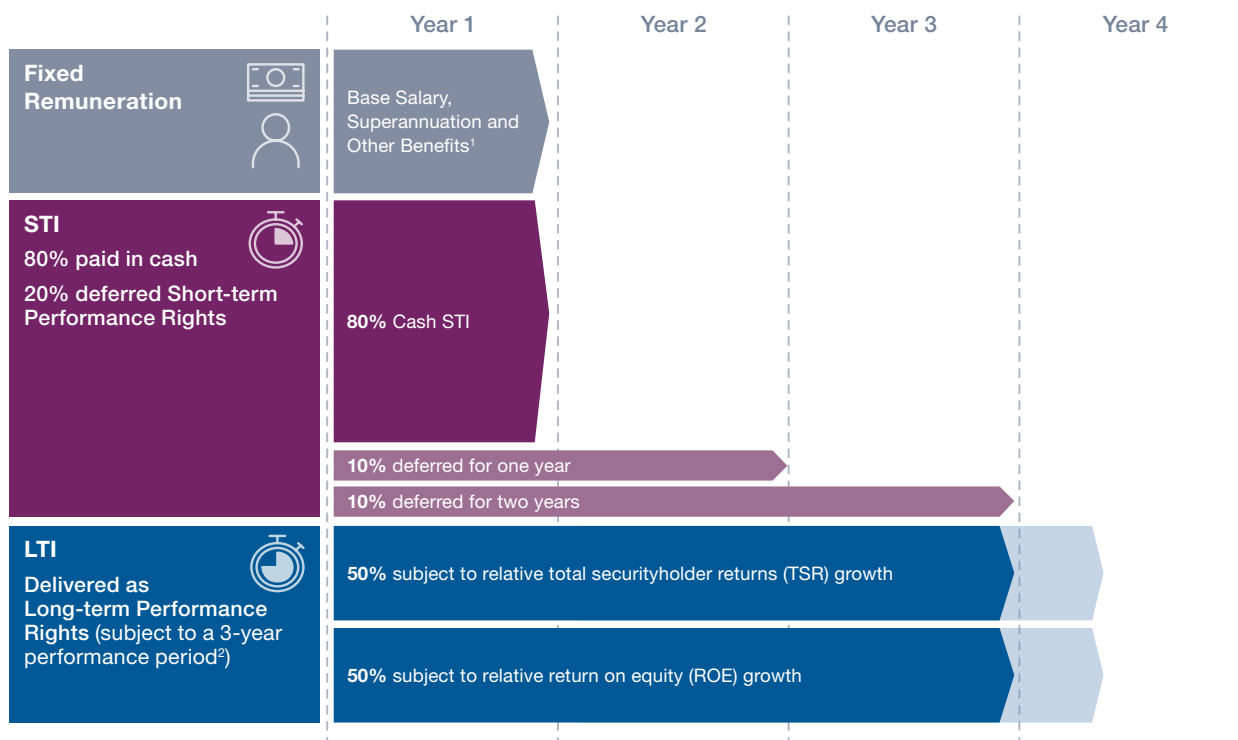 Year 1
Year 2
Year 3
Year 4
Fixed
Remuneration
Base Salary,
Superannuation and
Other Benefits¹
STI
80% paid in cash
20% deferred Short-term
Performance Rights
80% Cash STI
10% deferred for one year
10% deferred for two years
LTI
Delivered as
Long-term Performance
Rights (subject to a 3-year
performance period²)
50% subject to relative total securityholder returns (TSR) growth
50% subject to relative return on equity (ROE) growth